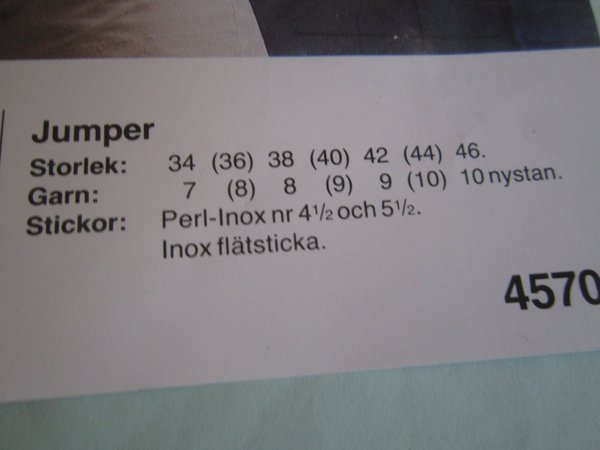 Jumper
Storlek: 34 (36) 38 (40) 42 (44) 46.
Garn: 7 (8) 8 (9) 9 (10) 10 nystan.
Stickor: Perl-Inox nr 4½ och 5½.
Inox flätsticka.
4570